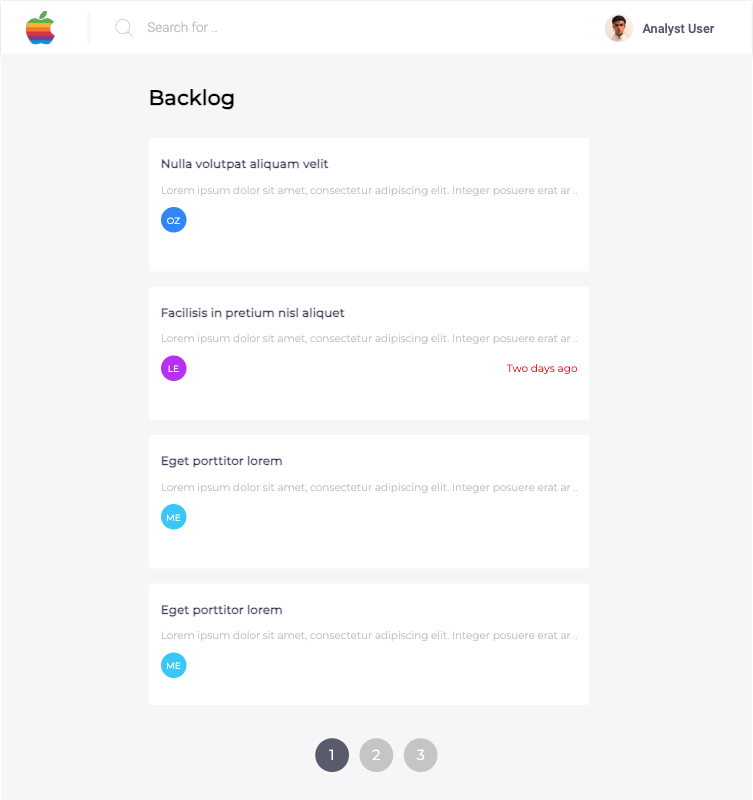 Search for ..
Analyst User
Backlog
Nulla volutpat aliquam velit
Lorem ipsum dolor sit amet, consectetur adipiscing elit. Integer posuere erat ar ..
OZ
Facilisis in pretium nisl aliquet
Lorem ipsum dolor sit amet, consectetur adipiscing elit. Integer posuere erat ar ..
LE
Two days ago
Eget porttitor lorem
Lorem ipsum dolor sit amet, consectetur adipiscing elit. Integer posuere erat ar ..
ME
Eget porttitor lorem
Lorem ipsum dolor sit amet, consectetur adipiscing elit. Integer posuere erat ar ..
ME
1 2 3